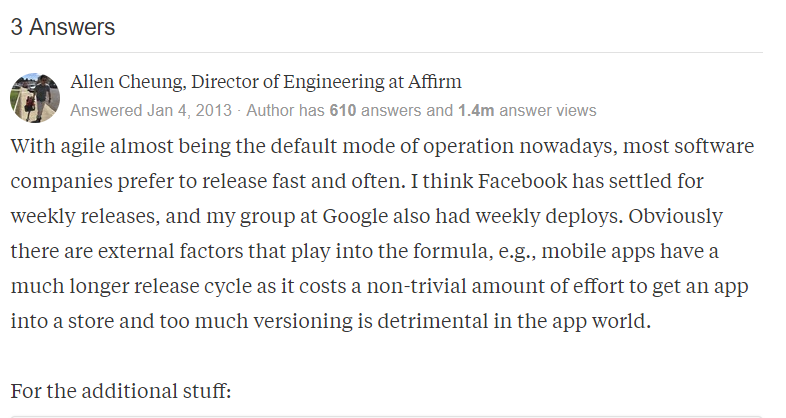 3 Answers
Allen Cheung, Director of Engineering at Affirm
Answered Jan 4, 2013 · Author has 610 answers and 1.4m answer views
With agile almost being the default mode of operation nowadays, most software
companies prefer to release fast and often. I think Facebook has settled for
weekly releases, and my group at Google also had weekly deploys. Obviously
there are external factors that play into the formula, e.g., mobile apps have a
much longer release cycle as it costs a non-trivial amount of effort to get an app
into a store and too much versioning is detrimental in the app world.
For the additional stuff: